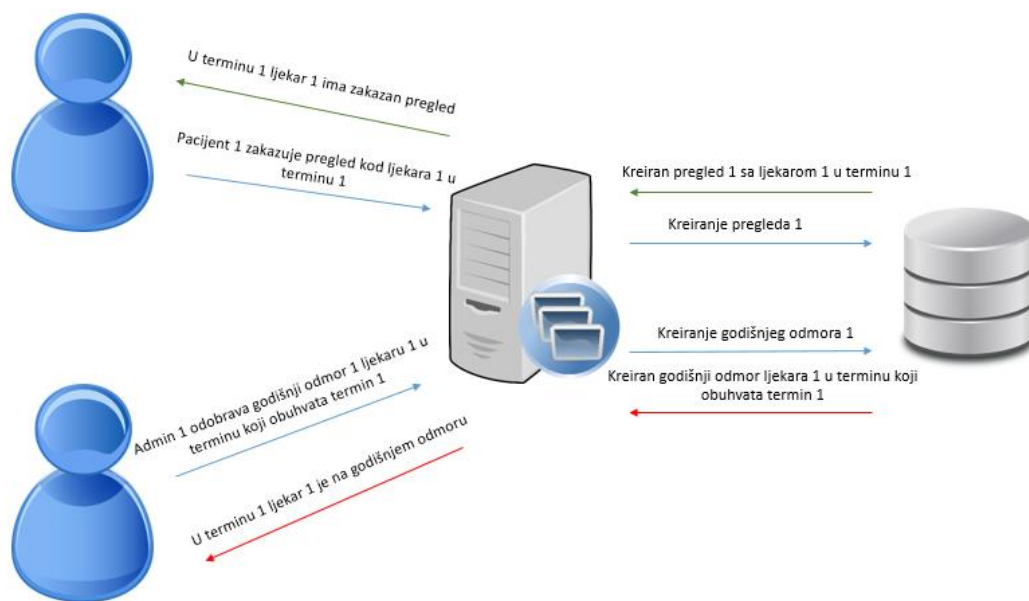 U terminu 1 ljekar 1 ima zakazan pregled
Pacijent 1 zakazuje pregled kod ljekara 1 u
terminu 1
Kreiran pregled 1 sa ljekarom 1 u terminu 1
Kreiranje pregleda 1
Kreiranje godišnjeg odmora 1
Kreiran godišnji odmor ljekara 1 u terminu koji
obuhvata termin 1
Admin 1 odobrava godišnji odmor 1 ljekaru 1 u
terminu koji obuhvata termin 1
U terminu 1 ljekar 1 je na godišnjem odmoru